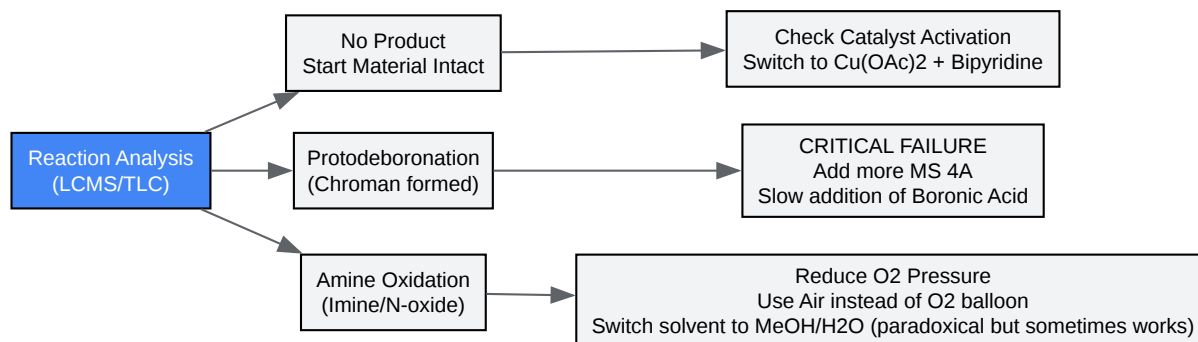 No Product
Start Material Intact
Check Catalyst Activation
Switch to Cu(OAc)2 + Bipyridine
Reaction Analysis
(LCMS/TLC)
Protodeboronation
(Chroman formed)
CRITICAL FAILURE
Add more MS 4A
Slow addition of Boronic Acid
Amine Oxidation
(Imine/N-oxide)
Reduce O2 Pressure
Use Air instead of O2 balloon
Switch solvent to MeOH/H2O (paradoxical but sometimes works)